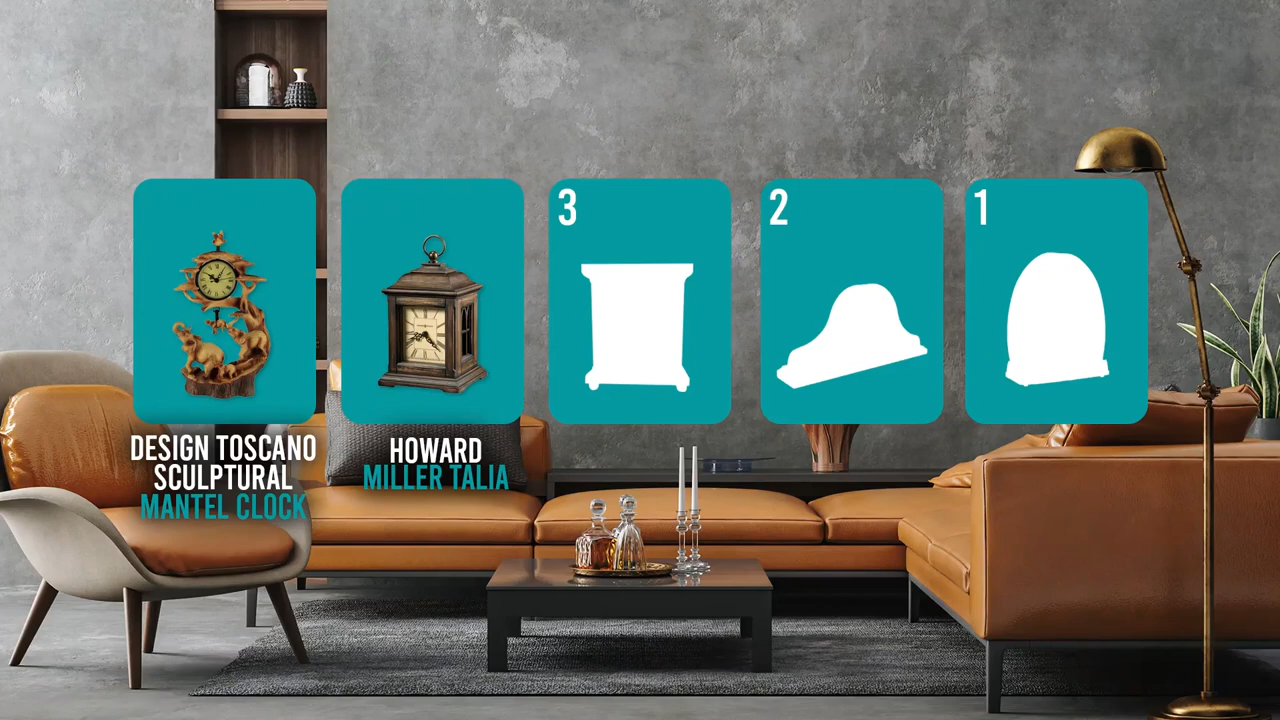 3
2
1
DESIGN TOSCANO
SCULPTURAL
MANTEL CLOCK
HOWARD
MILLER TALIA